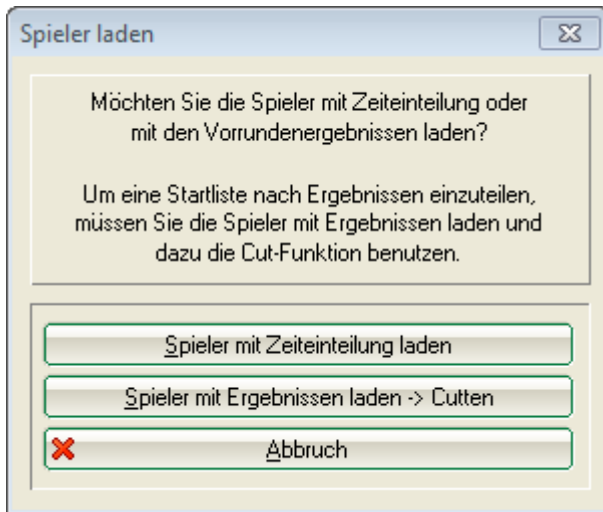 Spieler laden
Möchten Sie die Spieler mit Zeiteinteilung oder
mit den Vorrundenergebnissen laden?
Um eine Startliste nach Ergebnissen einzuteilen,
müssen Sie die Spieler mit Ergebnissen laden und
dazu die Cut-Funktion benutzen.
Spieler mit Zeiteinteilung laden
Spieler mit Ergebnissen laden -> Cutten
Abbruch